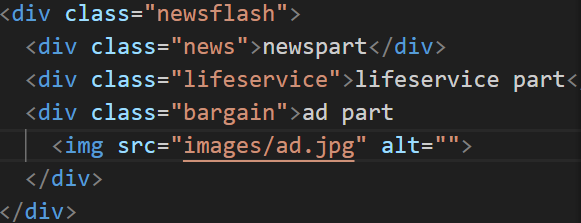 <div class="newsflash">
<div class="news">newspart</div>
<div class="lifeservice">lifeservice part<
<div class="bargain">ad part
<img src="images/ad.jpg" alt="">
</div>
</div>